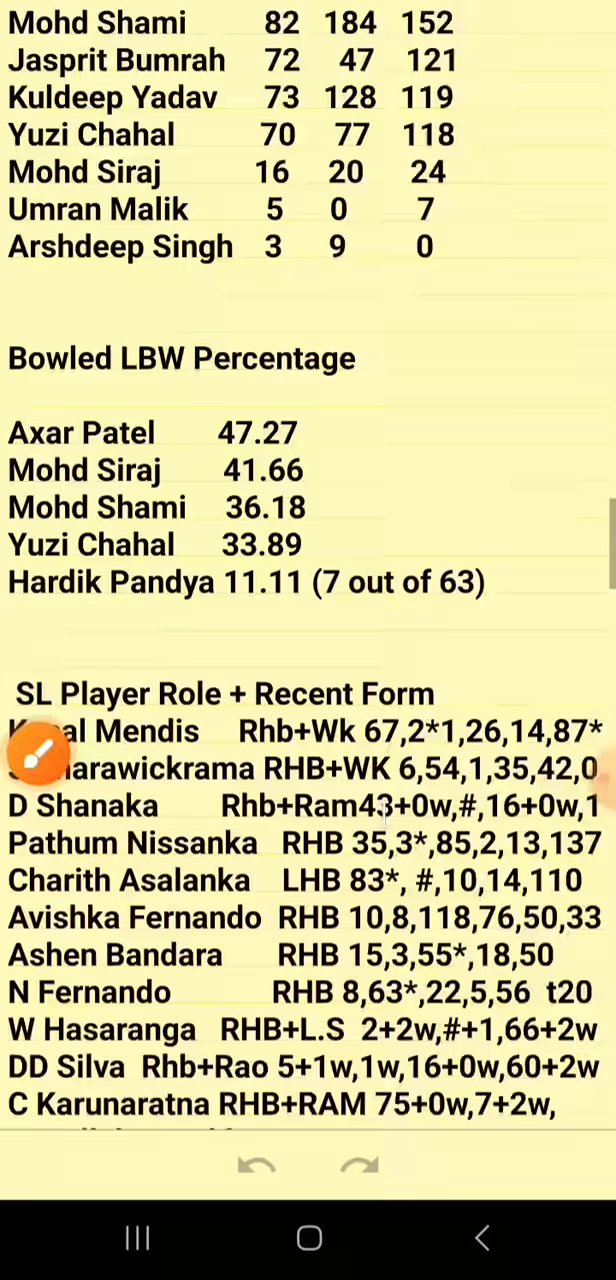 Mohd Shami 82 184 152
Jasprit Bumrah 72 47 121
Kuldeep Yadav 73 128 119
Yuzi Chahal 70 77 118
Mohd Siraj 16 20 24
Umran Malik 5 0 7
Arshdeep Singh 3 9 0
Bowled LBW Percentage
Axar Patel 47.27
Mohd Siraj 41.66
Mohd Shami 36.18
Yuzi Chahal 33.89
Hardik Pandya 11.11 (7 out of 63)
SL Player Role + Recent Form
Mendis Rhb+Wk 67,2*1,26,14,87*
RHB+WK 6,54,1,35,42,0
D Shanaka Rhb+Ram43+0w,#,16+0w,1
Pathum Nissanka RHB 35,3*,85,2,13,137
Charith Asalanka LHB 83*, #,10,14,110
Avishka Fernando RHB 10,8,118,76,50,33
Ashen Bandara RHB 15,3,55*,18,50
N Fernando RHB 8,63*,22,5,56 t20
W Hasaranga RHB+L.S 2+2w,#+1,66+2w
DD Silva Rhb+Rao 5+1w,1w,16+0w,60+2w
C Karunaratna RHB+RAM 75+0w,7+2w,